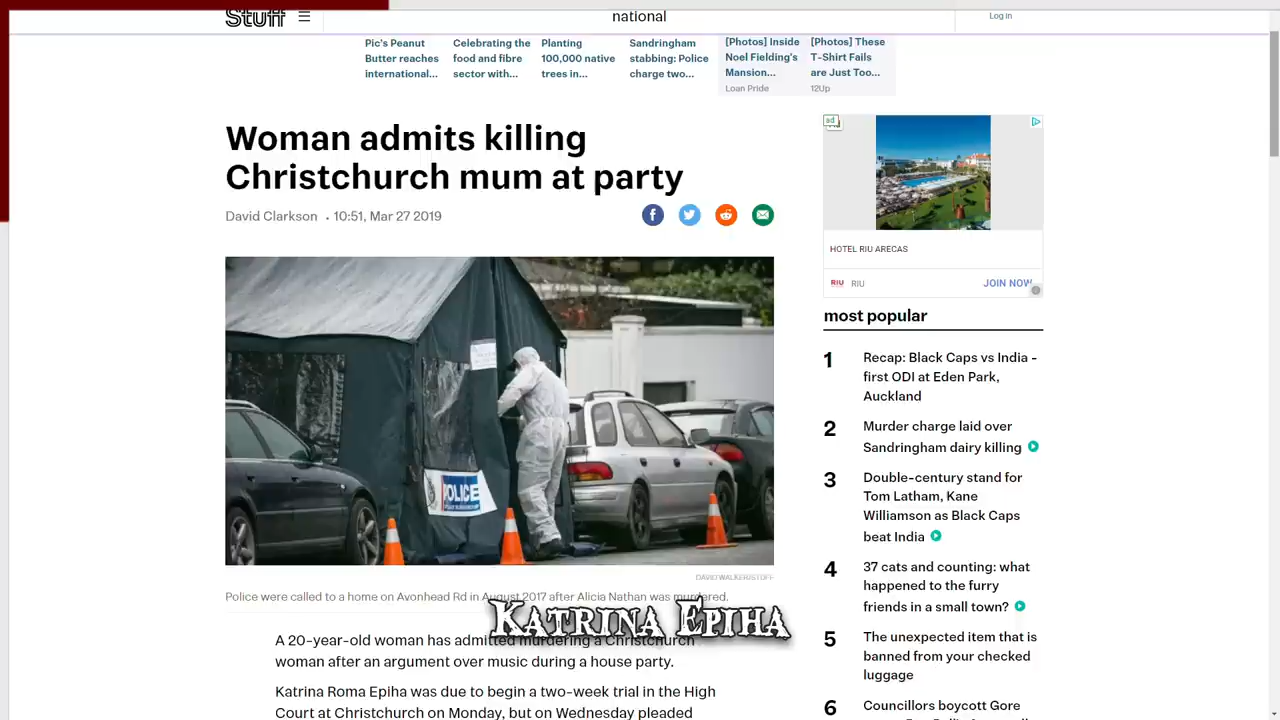 Stuff
national
Log in
Pic's Peanut
Butter reaches
international...
Celebrating the
food and fibre
sector with...
Planting
100,000 native
trees in...
Sandringham
stabbing: Police
charge two...
[Photos] Inside
Noel Fielding's
Mansion...
Loan Pride
[Photos] These
T-Shirt Fails
are Just Too...
12Up
Woman admits killing
Christchurch mum at party
David Clarkson • 10:51, Mar 27 2019
ad
HOTEL RIU ARECAS
RIU RIU JOIN NOW
POLICE
DAVID WALKER/STUFF
Police were called to a home on Avonhead Rd in August 2017 after Alicia Nathan was murdered.
KATRINA EPIHA
A 20-year-old woman has admitted murdering a Christchurch
woman after an argument over music during a house party.
Katrina Roma Epiha was due to begin a two-week trial in the High
Court at Christchurch on Monday, but on Wednesday pleaded
most popular
1 Recap: Black Caps vs India -
first ODI at Eden Park,
Auckland
2 Murder charge laid over
Sandringham dairy killing
3 Double-century stand for
Tom Latham, Kane
Williamson as Black Caps
beat India
4 37 cats and counting: what
happened to the furry
friends in a small town?
5 The unexpected item that is
banned from your checked
luggage
6 Councillors boycott Gore